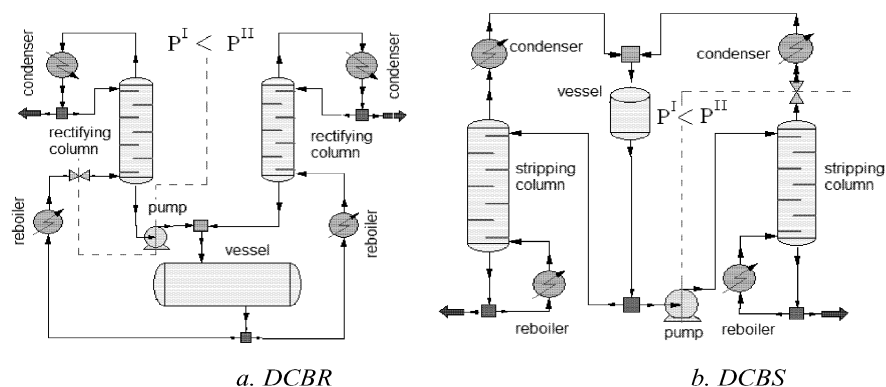 P^I < P^II
condenser
condenser
rectifying
column
rectifying
column
reboiler
pump
vessel
reboiler
a. DCBR
condenser
condenser
vessel
P^I < P^II
stripping
column
stripping
column
reboiler
pump
reboiler
b. DCBS